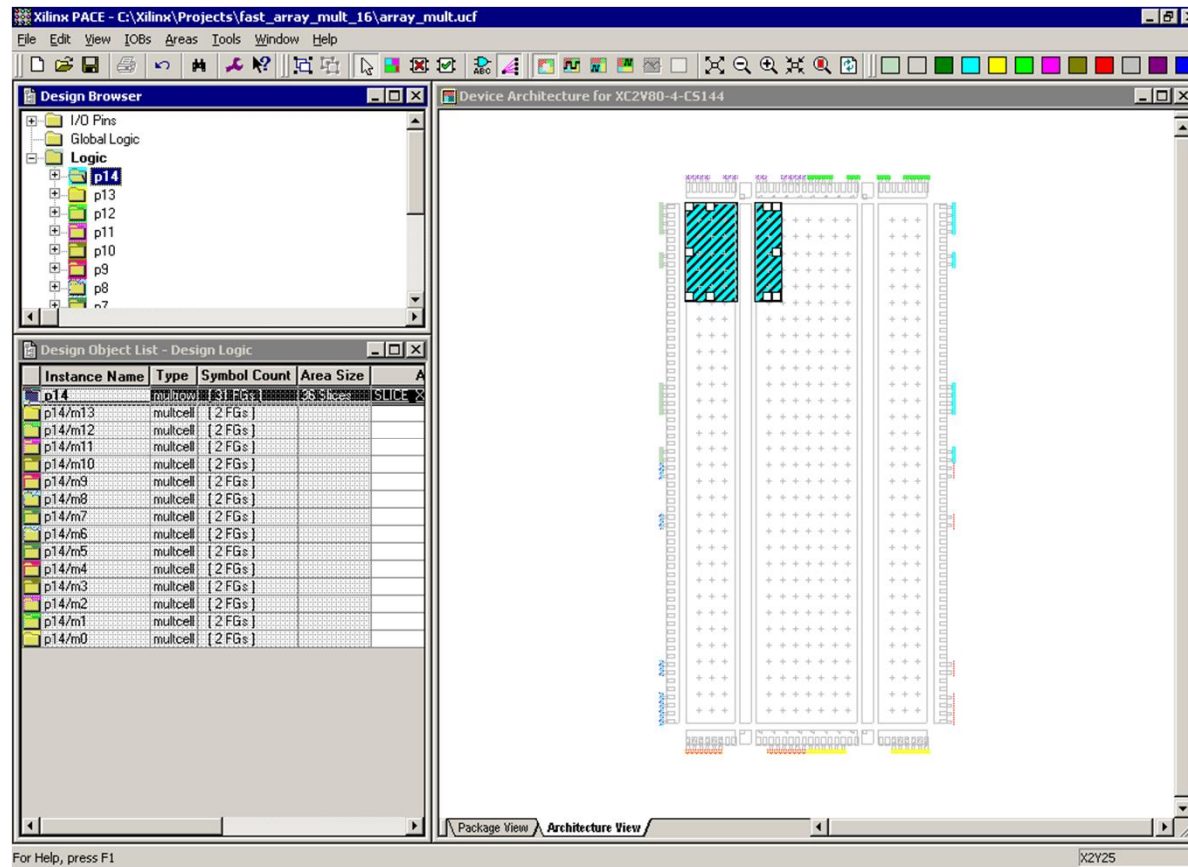 Xilinx PACE - C:\Xilinx\Projects\fast_array_mult_16\array_mult.ucf
File Edit View IOBs Areas Tools Window Help
ABC
Design Browser
I/O Pins
Global Logic
Logic
p14
p13
p12
p11
p10
p9
p8
p7
Design Object List - Design Logic
Instance Name Type Symbol Count Area Size A
p14 multrow [ 31 FGs ] 36 Slices SLICE_X
p14/m13 multcell [ 2 FGs ]
p14/m12 multcell [ 2 FGs ]
p14/m11 multcell [ 2 FGs ]
p14/m10 multcell [ 2 FGs ]
p14/m9 multcell [ 2 FGs ]
p14/m8 multcell [ 2 FGs ]
p14/m7 multcell [ 2 FGs ]
p14/m6 multcell [ 2 FGs ]
p14/m5 multcell [ 2 FGs ]
p14/m4 multcell [ 2 FGs ]
p14/m3 multcell [ 2 FGs ]
p14/m2 multcell [ 2 FGs ]
p14/m1 multcell [ 2 FGs ]
p14/m0 multcell [ 2 FGs ]
Device Architecture for XC2V80-4-CS144
Package View Architecture View
For Help, press F1 X2Y25